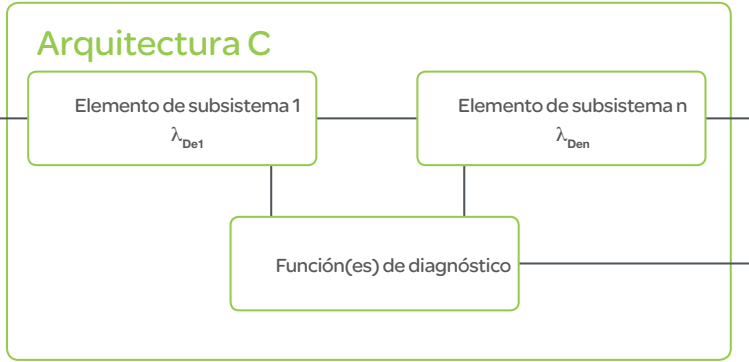 Arquitectura C
Elemento de subsistema 1
λDe1
Elemento de subsistema n
λDen
Función(es) de diagnóstico